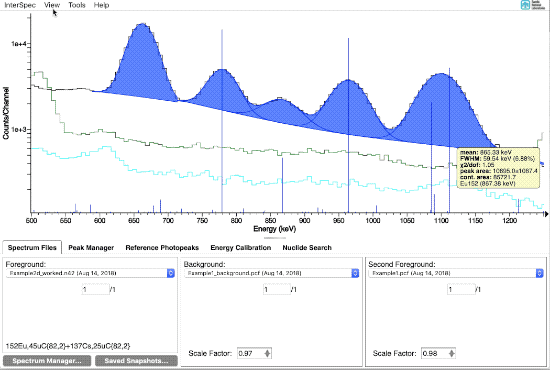 InterSpec View Tools Help
1e+4
1e+3
Counts/Channel
mean: 865.33 keV
FWHM: 59.54 keV (6.88%)
χ2/dof: 1.05
peak area: 10695.0±1067.4
cont. area: 85721.7
Eu152 (867.38 keV)
600 650 700 750 800 850 900 950 1000 1050 1100 1150 1200
Energy (keV)
Spectrum Files Peak Manager Reference Photopeaks Energy Calibration Nuclide Search
Foreground: Background: Second Foreground:
Example2d_worked.n42 (Aug 14, 2018) Example1_background.pcf (Aug 14, 2018) Example1.pcf (Aug 14, 2018)
1 /1 1 /1 1 /1
152Eu,45uC{82,2}+137Cs,25uC{82,2}
Scale Factor: 0.97 Scale Factor: 0.98
Spectrum Manager... Saved Snapshots...